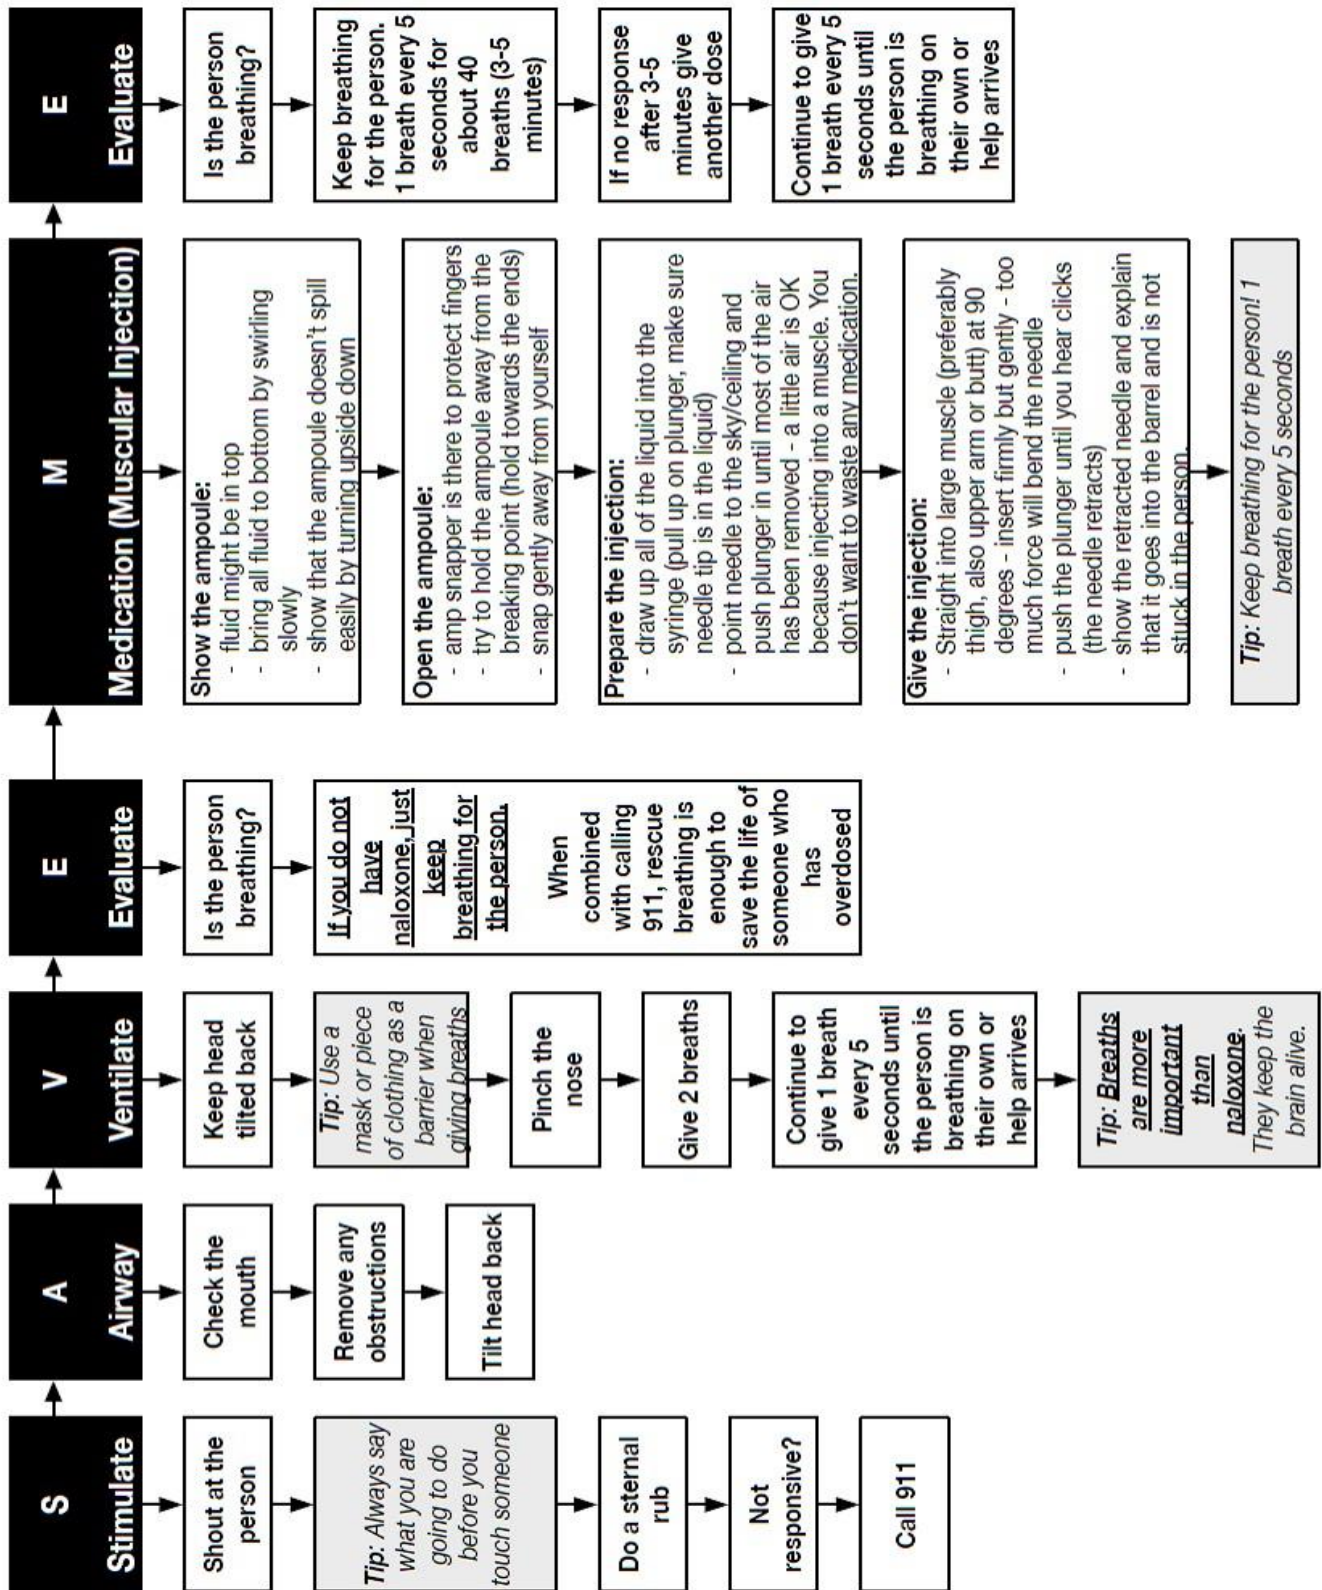 S
Stimulate
Shout at the
person
Tip: Always say
what you are
going to do
before you
touch someone
Do a sternal
rub
Not
responsive?
Call 911
A
Airway
Check the
mouth
Remove any
obstructions
Tilt head back
V
Ventilate
Keep head
tilted back
Tip: Use a
mask or piece
of clothing as a
barrier when
giving breaths
Pinch the
nose
Give 2 breaths
Continue to
give 1 breath
every 5
seconds until
the person is
breathing on
their own or
help arrives
Tip: Breaths
are more
important
than
naloxone.
They keep the
brain alive.
E
Evaluate
Is the person
breathing?
If you do not
have
naloxone, just
keep
breathing for
the person.
When
combined
with calling
911, rescue
breathing is
enough to
save the life of
someone who
has
overdosed
M
Medication (Muscular Injection)
Show the ampoule:
- fluid might be in top
- bring all fluid to bottom by swirling
slowly
- show that the ampoule doesn't spill
easily by turning upside down
Open the ampoule:
- amp snapper is there to protect fingers
- try to hold the ampoule away from the
breaking point (hold towards the ends)
- snap gently away from yourself
Prepare the injection:
- draw up all of the liquid into the
syringe (pull up on plunger, make sure
needle tip is in the liquid)
- point needle to the sky/ceiling and
push plunger in until most of the air
has been removed - a little air is OK
because injecting into a muscle. You
don't want to waste any medication.
Give the injection:
- Straight into large muscle (preferably
thigh, also upper arm or butt) at 90
degrees - insert firmly but gently - too
much force will bend the needle
- push the plunger until you hear clicks
(the needle retracts)
- show the retracted needle and explain
that it goes into the barrel and is not
stuck in the person.
Tip: Keep breathing for the person! 1
breath every 5 seconds
E
Evaluate
Is the person
breathing?
Keep breathing
for the person.
1 breath every 5
seconds for
about 40
breaths (3-5
minutes)
If no response
after 3-5
minutes give
another dose
Continue to give
1 breath every 5
seconds until
the person is
breathing on
their own or
help arrives